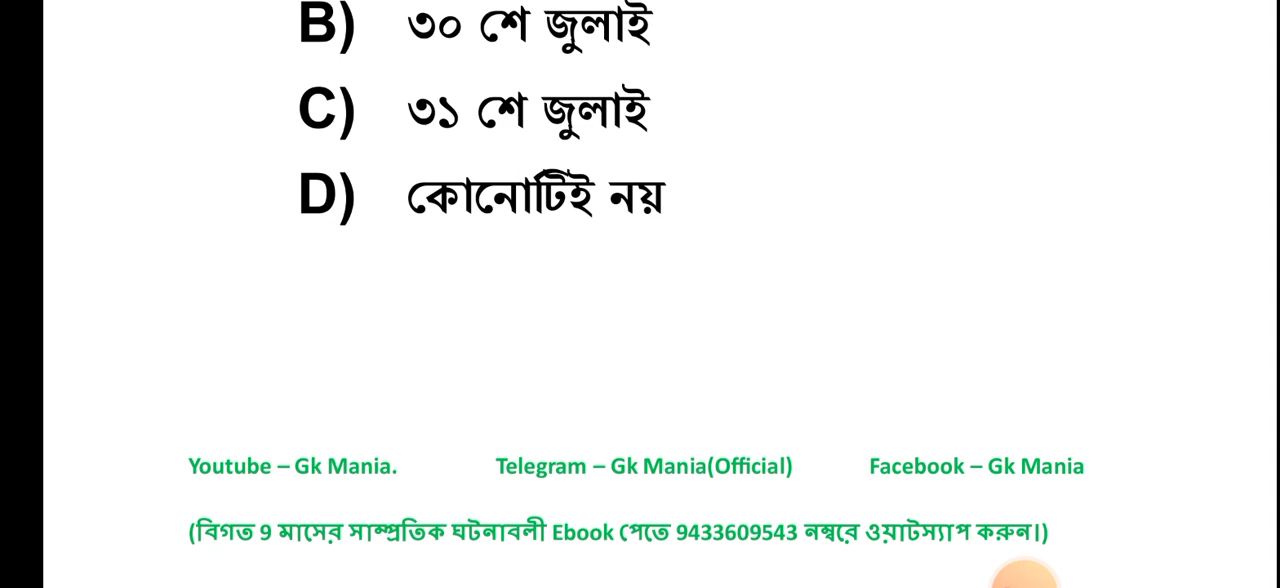 B) ৩০ শে জুলাই
C) ৩১ শে জুলাই
D) কোনোটিই নয়
Youtube – Gk Mania. Telegram – Gk Mania(Official) Facebook – Gk Mania
(বিগত 9 মাসের সাম্প্রতিক ঘটনাবলী Ebook পেতে 9433609543 নম্বরে ওয়াটস্যাপ করুন।)